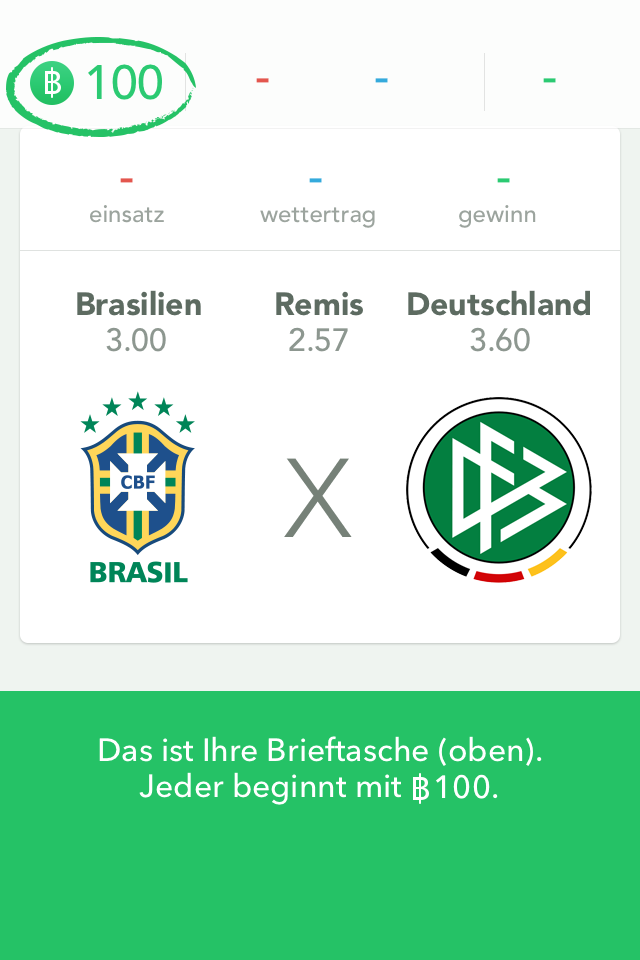 ฿ 100
- - -
- - -
einsatz wettertrag gewinn
Brasilien Remis Deutschland
3.00 2.57 3.60
CBF
X
DFB
BRASIL
Das ist Ihre Brieftasche (oben).
Jeder beginnt mit ฿100.